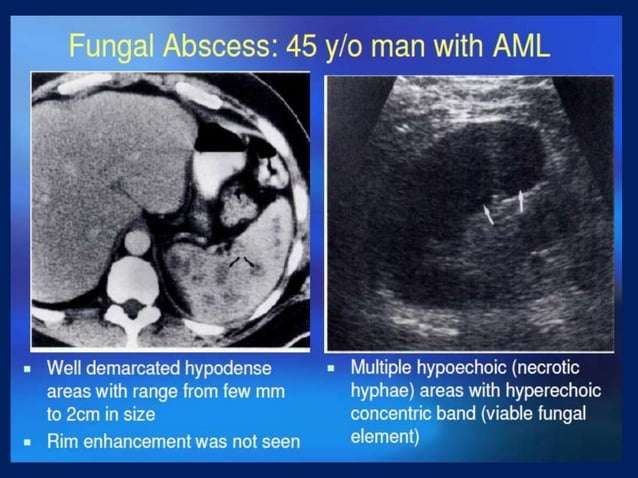 Fungal Abscess: 45 y/o man with AML
Well demarcated hypodense
areas with range from few mm
to 2cm in size
Rim enhancement was not seen
Multiple hypoechoic (necrotic
hyphae) areas with hyperechoic
concentric band (viable fungal
element)